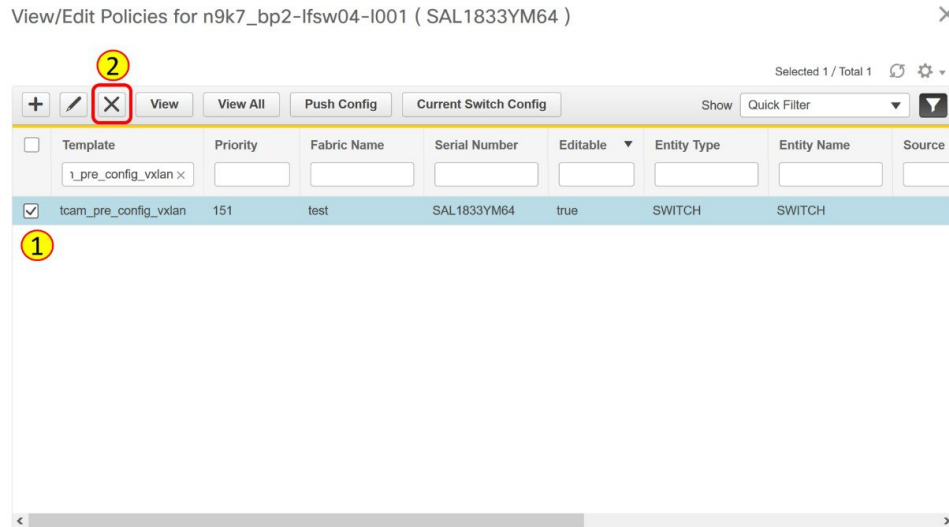 View/Edit Policies for n9k7_bp2-lfsw04-l001 ( SAL1833YM64 )
2
Selected 1 / Total 1
View View All Push Config Current Switch Config Show Quick Filter
Template Priority Fabric Name Serial Number Editable Entity Type Entity Name Source
_pre_config_vxlan ×
tcam_pre_config_vxlan 151 test SAL1833YM64 true SWITCH SWITCH
1